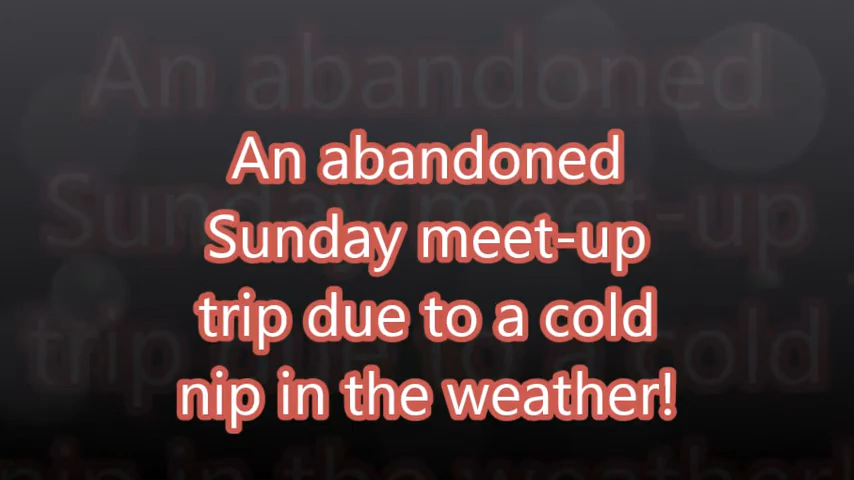 An abandoned
Sunday meet-up
trip due to a cold
nip in the weather!